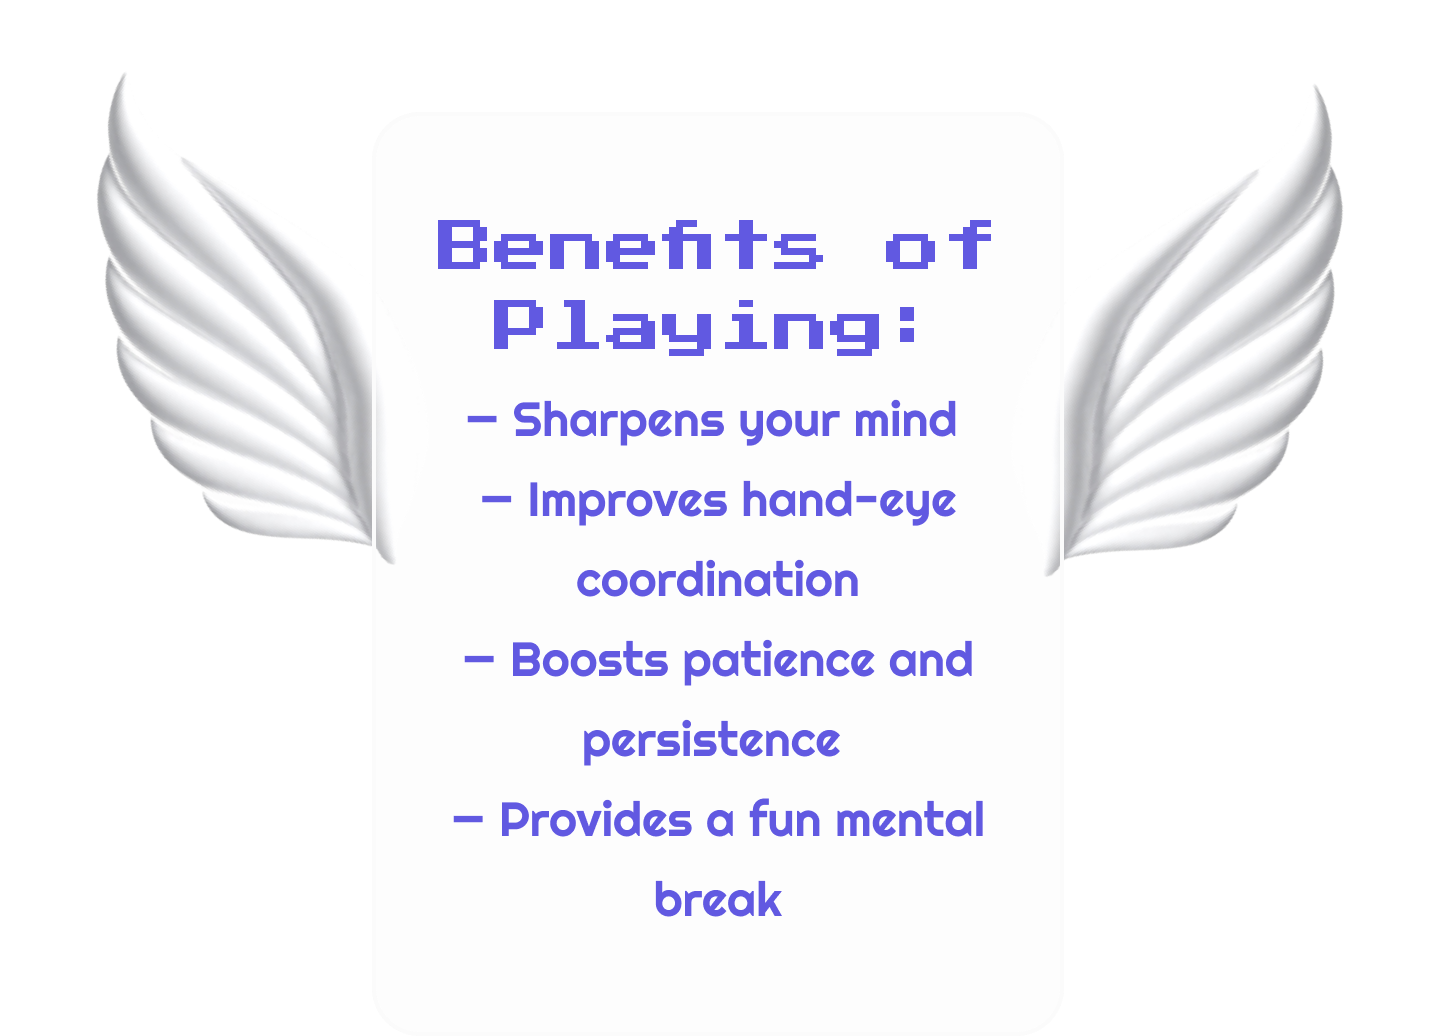 Benefits of
Playing:
— Sharpens your mind
— Improves hand-eye
coordination
— Boosts patience and
persistence
— Provides a fun mental
break